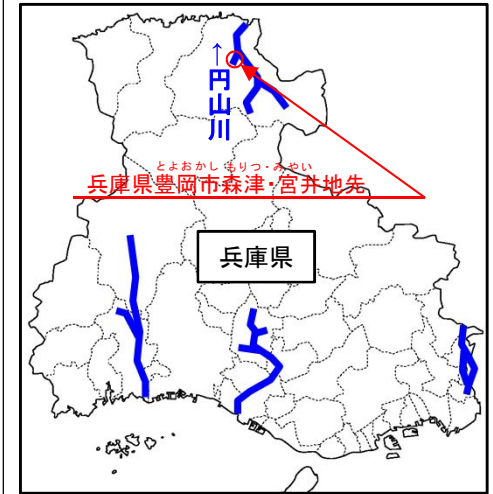 ↑円山川
とよおかし もりつ・みやい
兵庫県豊岡市森津・宮井地先
兵庫県